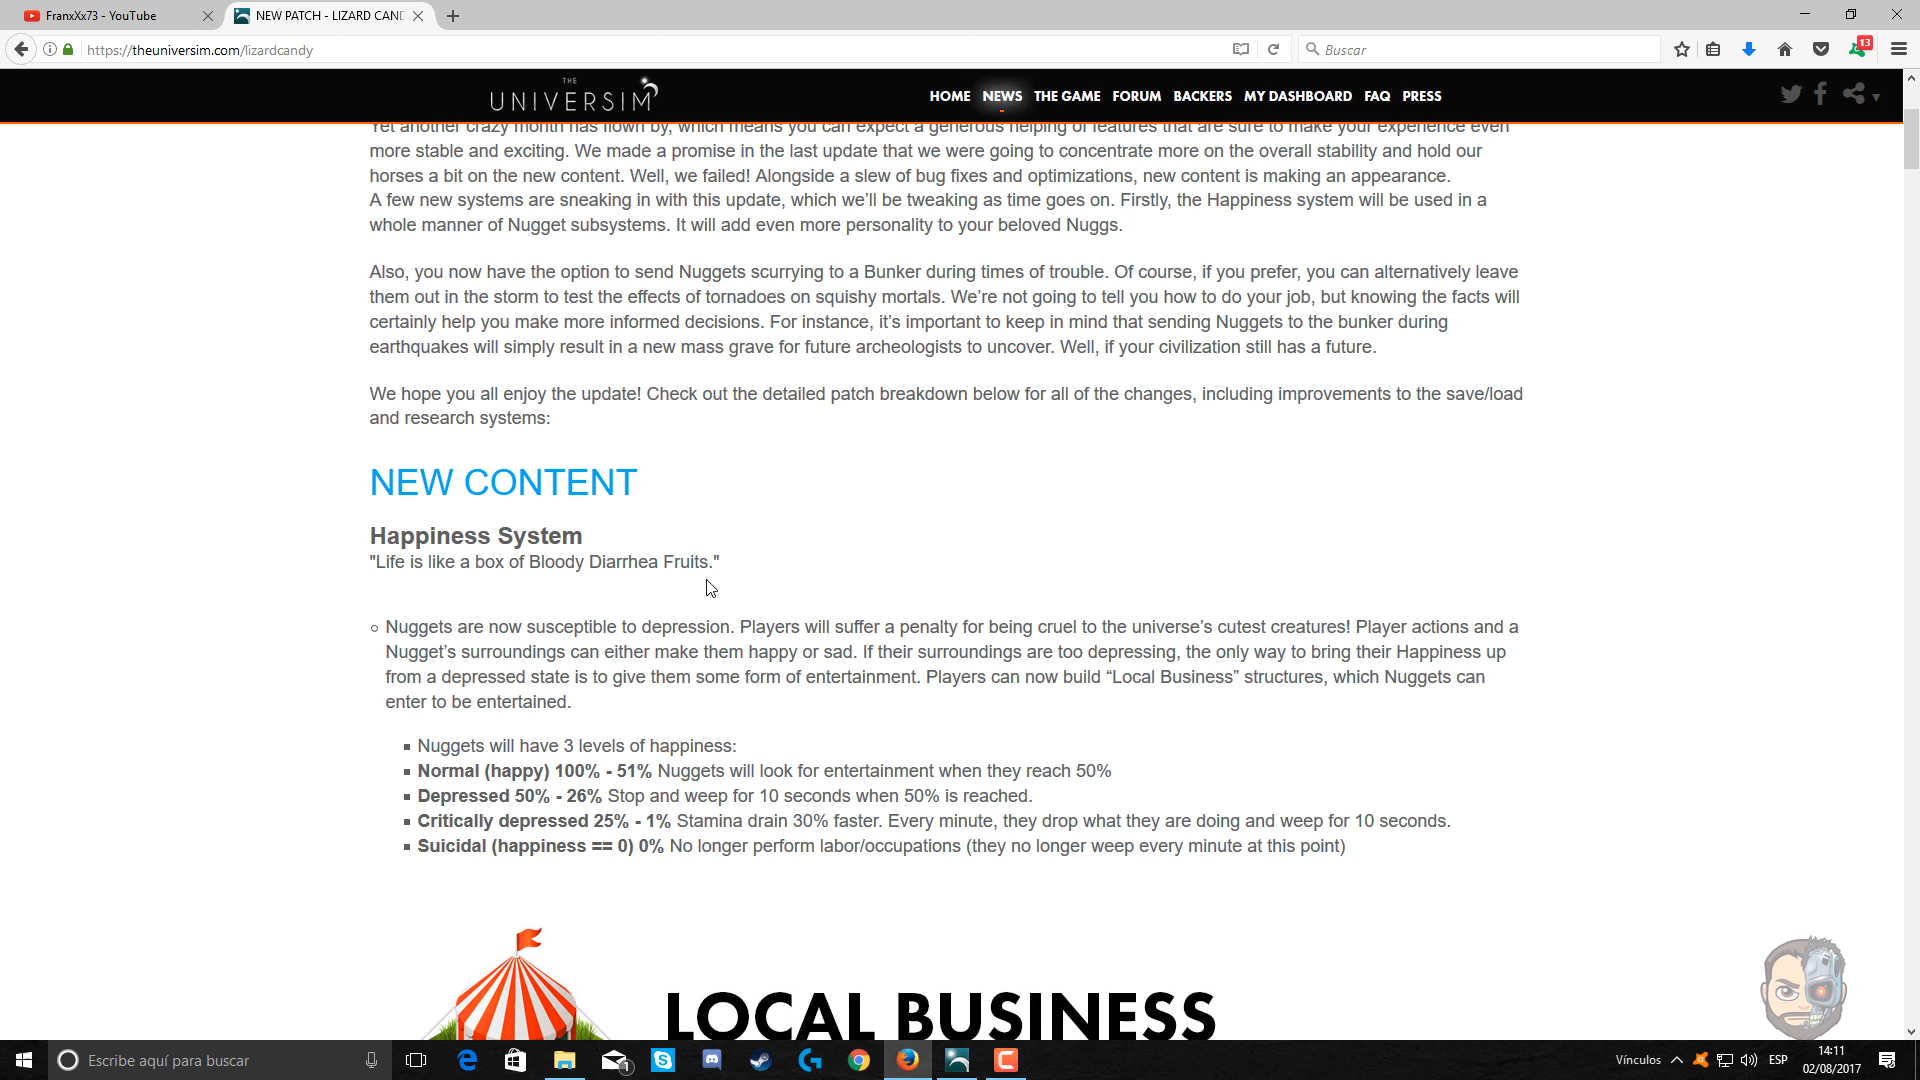 FranxXx73 - YouTube
NEW PATCH - LIZARD CAND
https://theuniversim.com/lizardcandy
Buscar
13
THE
UNIVERSIM
HOME NEWS THE GAME FORUM BACKERS MY DASHBOARD FAQ PRESS
Yet another crazy month has flown by, which means you can expect a generous helping of features that are sure to make your experience even
more stable and exciting. We made a promise in the last update that we were going to concentrate more on the overall stability and hold our
horses a bit on the new content. Well, we failed! Alongside a slew of bug fixes and optimizations, new content is making an appearance.
A few new systems are sneaking in with this update, which we’ll be tweaking as time goes on. Firstly, the Happiness system will be used in a
whole manner of Nugget subsystems. It will add even more personality to your beloved Nuggs.
Also, you now have the option to send Nuggets scurrying to a Bunker during times of trouble. Of course, if you prefer, you can alternatively leave
them out in the storm to test the effects of tornadoes on squishy mortals. We’re not going to tell you how to do your job, but knowing the facts will
certainly help you make more informed decisions. For instance, it’s important to keep in mind that sending Nuggets to the bunker during
earthquakes will simply result in a new mass grave for future archeologists to uncover. Well, if your civilization still has a future.
We hope you all enjoy the update! Check out the detailed patch breakdown below for all of the changes, including improvements to the save/load
and research systems:
NEW CONTENT
Happiness System
"Life is like a box of Bloody Diarrhea Fruits."
Nuggets are now susceptible to depression. Players will suffer a penalty for being cruel to the universe’s cutest creatures! Player actions and a
Nugget’s surroundings can either make them happy or sad. If their surroundings are too depressing, the only way to bring their Happiness up
from a depressed state is to give them some form of entertainment. Players can now build “Local Business” structures, which Nuggets can
enter to be entertained.
Nuggets will have 3 levels of happiness:
Normal (happy) 100% - 51% Nuggets will look for entertainment when they reach 50%
Depressed 50% - 26% Stop and weep for 10 seconds when 50% is reached.
Critically depressed 25% - 1% Stamina drain 30% faster. Every minute, they drop what they are doing and weep for 10 seconds.
Suicidal (happiness == 0) 0% No longer perform labor/occupations (they no longer weep every minute at this point)
LOCAL BUSINESS
Escribe aquí para buscar
1
Vínculos
ESP
14:11
02/08/2017